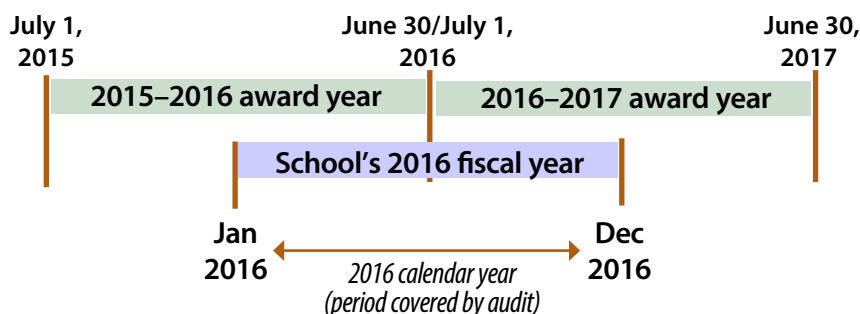 July 1,
2015
June 30/July 1,
2016
June 30,
2017
2015–2016 award year
2016–2017 award year
School's 2016 fiscal year
Jan
2016
Dec
2016
2016 calendar year
(period covered by audit)